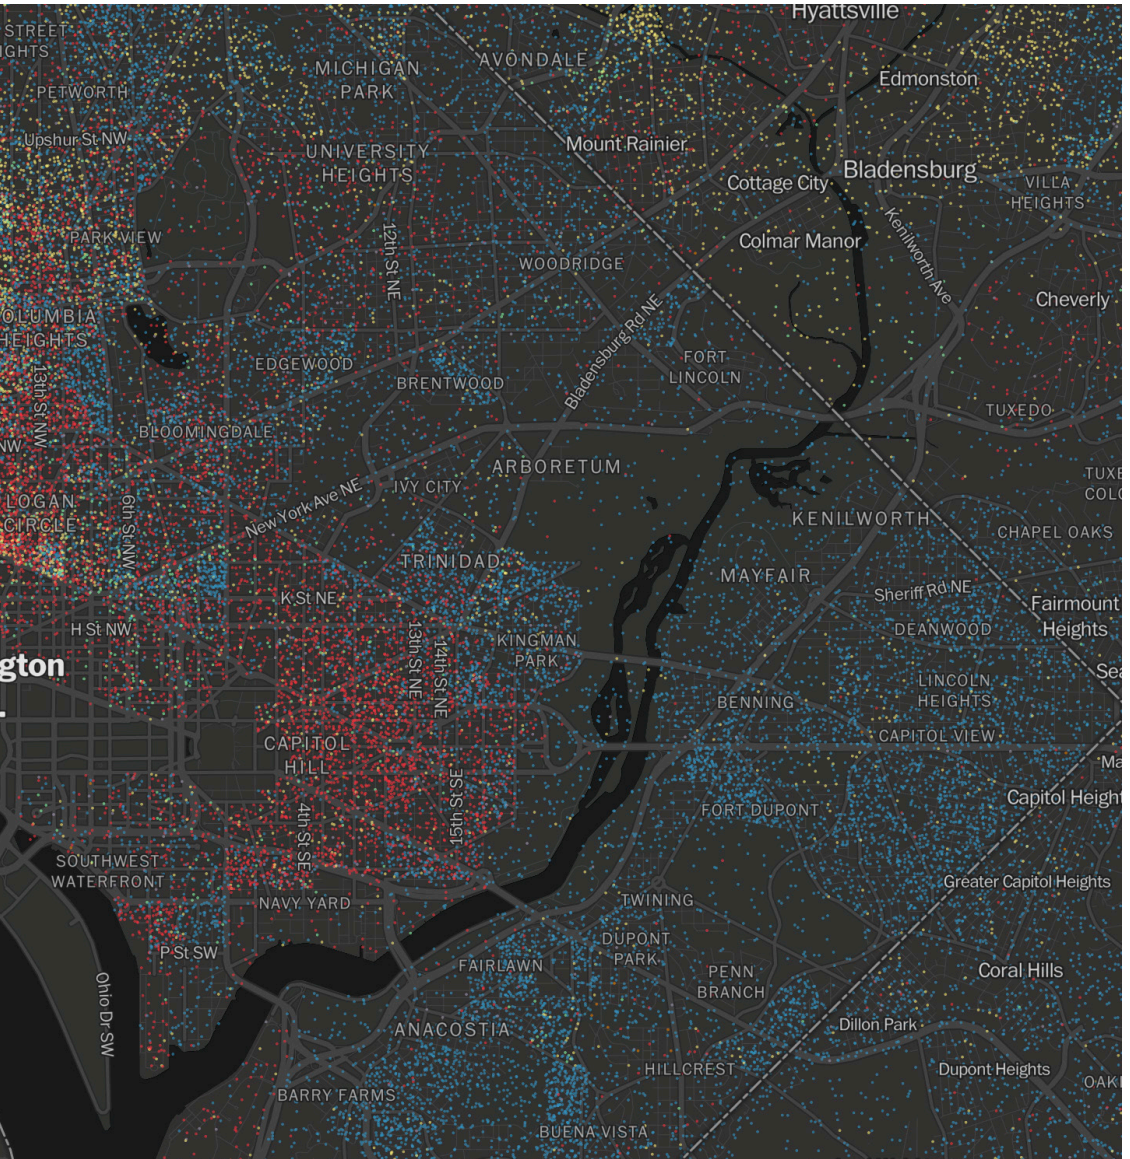 Hyattsville
STREET
IGHTS
AVONDALE
MICHIGAN
PARK
Edmonston
PETWORTH
Upshur St NW
Mount Rainier
UNIVERSITY
HEIGHTS
Bladensburg
Cottage City
VILLA
HEIGHTS
PARK VIEW
12th St NE
Colmar Manor
Kenilworth Ave
WOODRIDGE
Cheverly
OLUMBIA
HEIGHTS
Bladensburg Rd NE
EDGEWOOD
BRENTWOOD
FORT
LINCOLN
13th St NW
TUXEDO
BLOOMINGDALE
NW
ARBORETUM
TUXE
COLO
IVY CITY
LOGAN
CIRCLE
6th St NW
New York Ave NE
KENILWORTH
CHAPEL OAKS
TRINIDAD
MAYFAIR
Sheriff Rd NE
K St NE
Fairmount
Heights
H St NW
DEANWOOD
KINGMAN
PARK
13th St NE
14th St NE
gton
Sea
LINCOLN
HEIGHTS
BENNING
CAPITOL VIEW
CAPITOL
HILL
Ma
Capitol Height
FORT DUPONT
15th St SE
4th St SE
SOUTHWEST
WATERFRONT
Greater Capitol Heights
NAVY YARD
TWINING
P St SW
DUPONT
PARK
FAIRLAWN
PENN
BRANCH
Coral Hills
Ohio Dr SW
ANACOSTIA
Dillon Park
HILLCREST
Dupont Heights
OAK
BARRY FARMS
BUENA VISTA